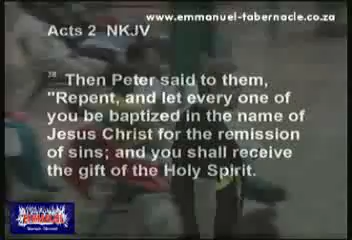 www.emmanuel-tabernacle.co.za
Acts 2 NKJV
38 Then Peter said to them,
"Repent, and let every one of
you be baptized in the name of
Jesus Christ for the remission
of sins; and you shall receive
the gift of the Holy Spirit.